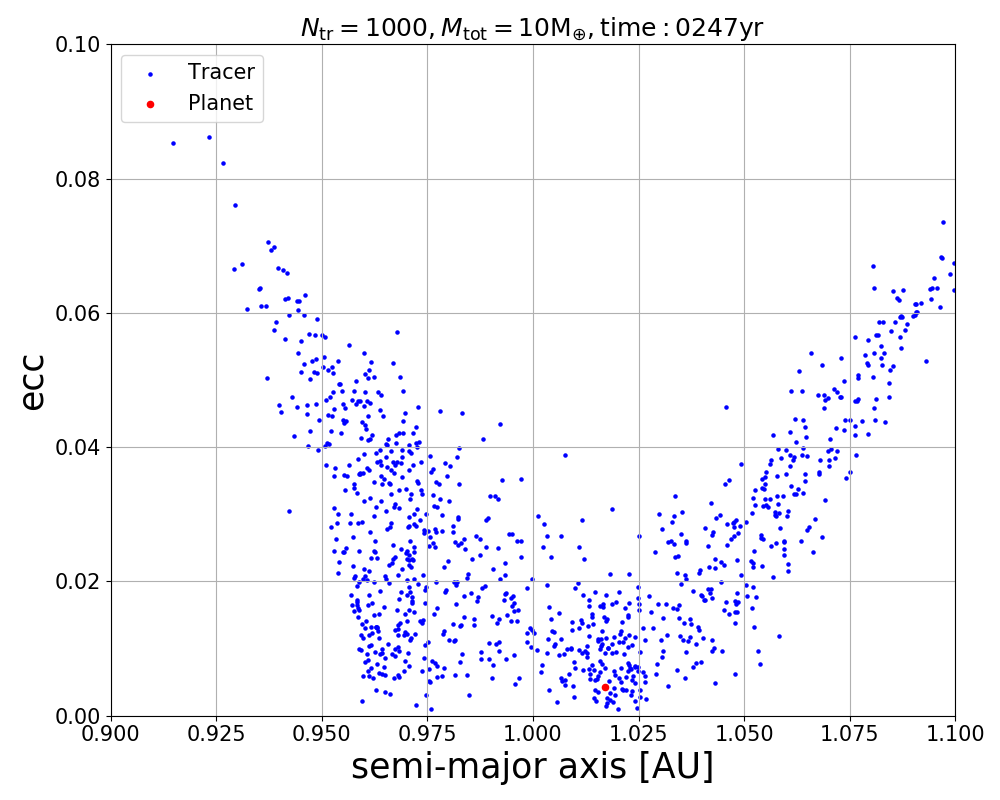 N_tr = 1000, M_tot = 10M_⊕, time : 0247yr
Tracer
Planet
ecc
0.10
0.08
0.06
0.04
0.02
0.00
0.900 0.925 0.950 0.975 1.000 1.025 1.050 1.075 1.100
semi-major axis [AU]